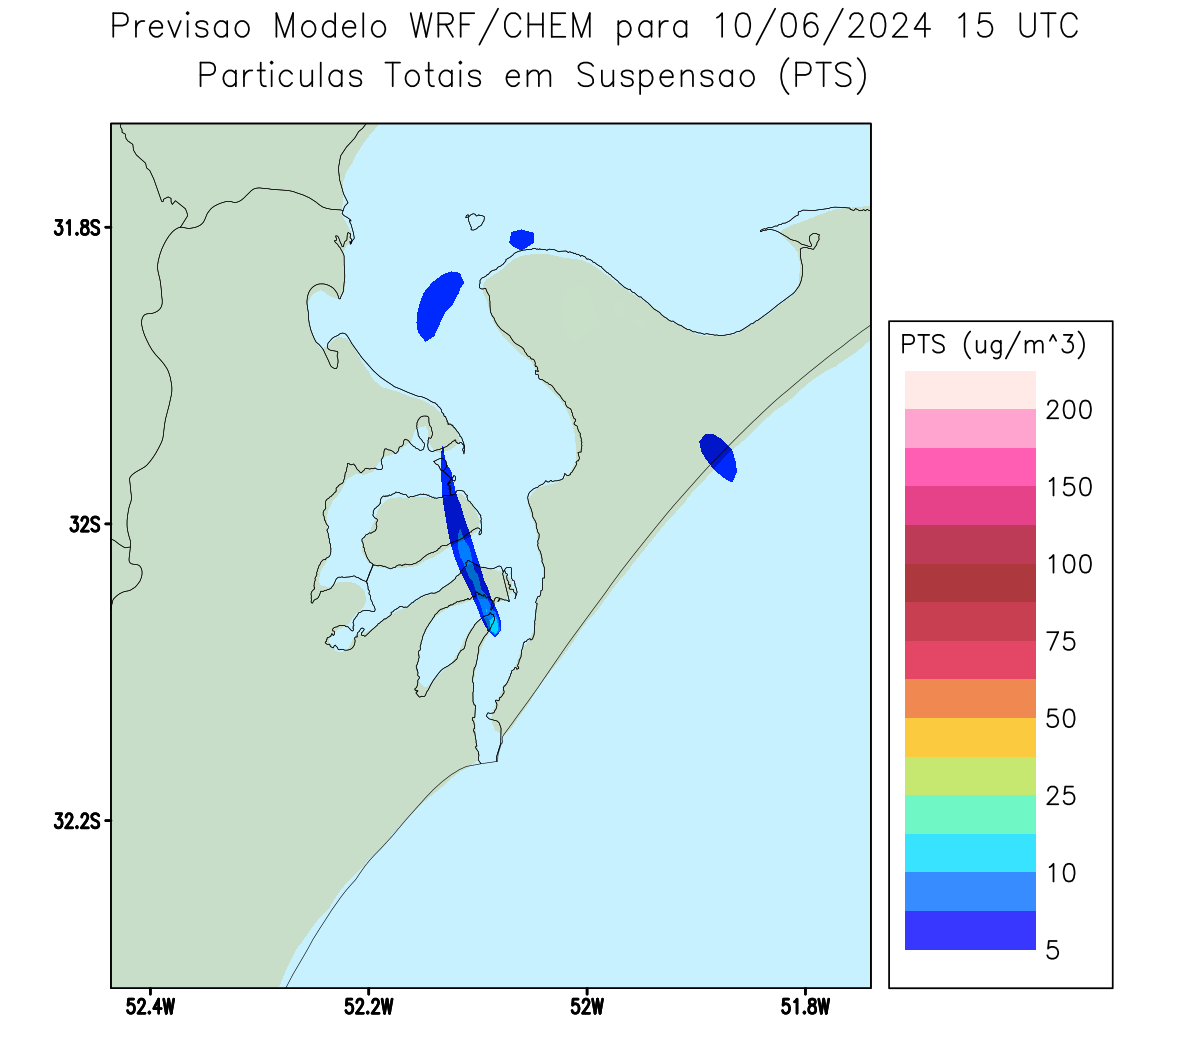 Previsao Modelo WRF/CHEM para 10/06/2024 15 UTC
Particulas Totais em Suspensao (PTS)
31.8S
32S
32.2S
52.4W
52.2W
52W
51.8W
PTS (ug/m^3)
200
150
100
75
50
25
10
5